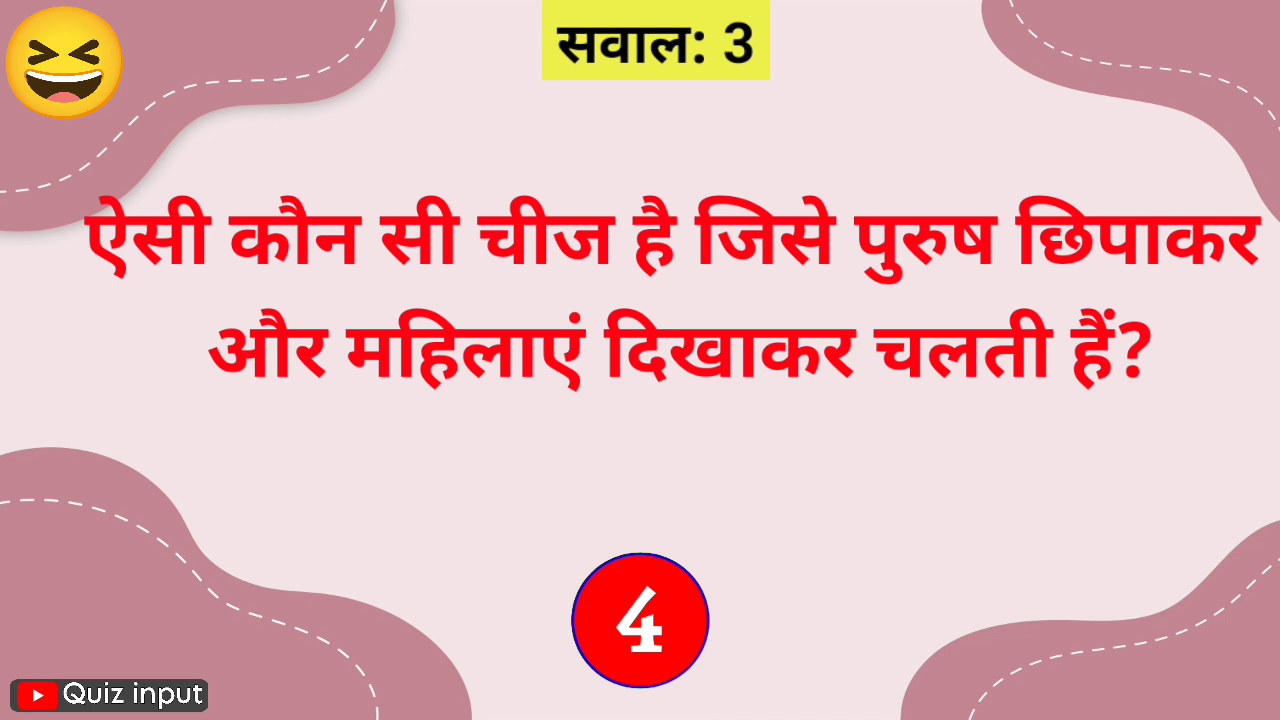 सवाल: 3
ऐसी कौन सी चीज है जिसे पुरुष छिपाकर
और महिलाएं दिखाकर चलती हैं?
4
Quiz input